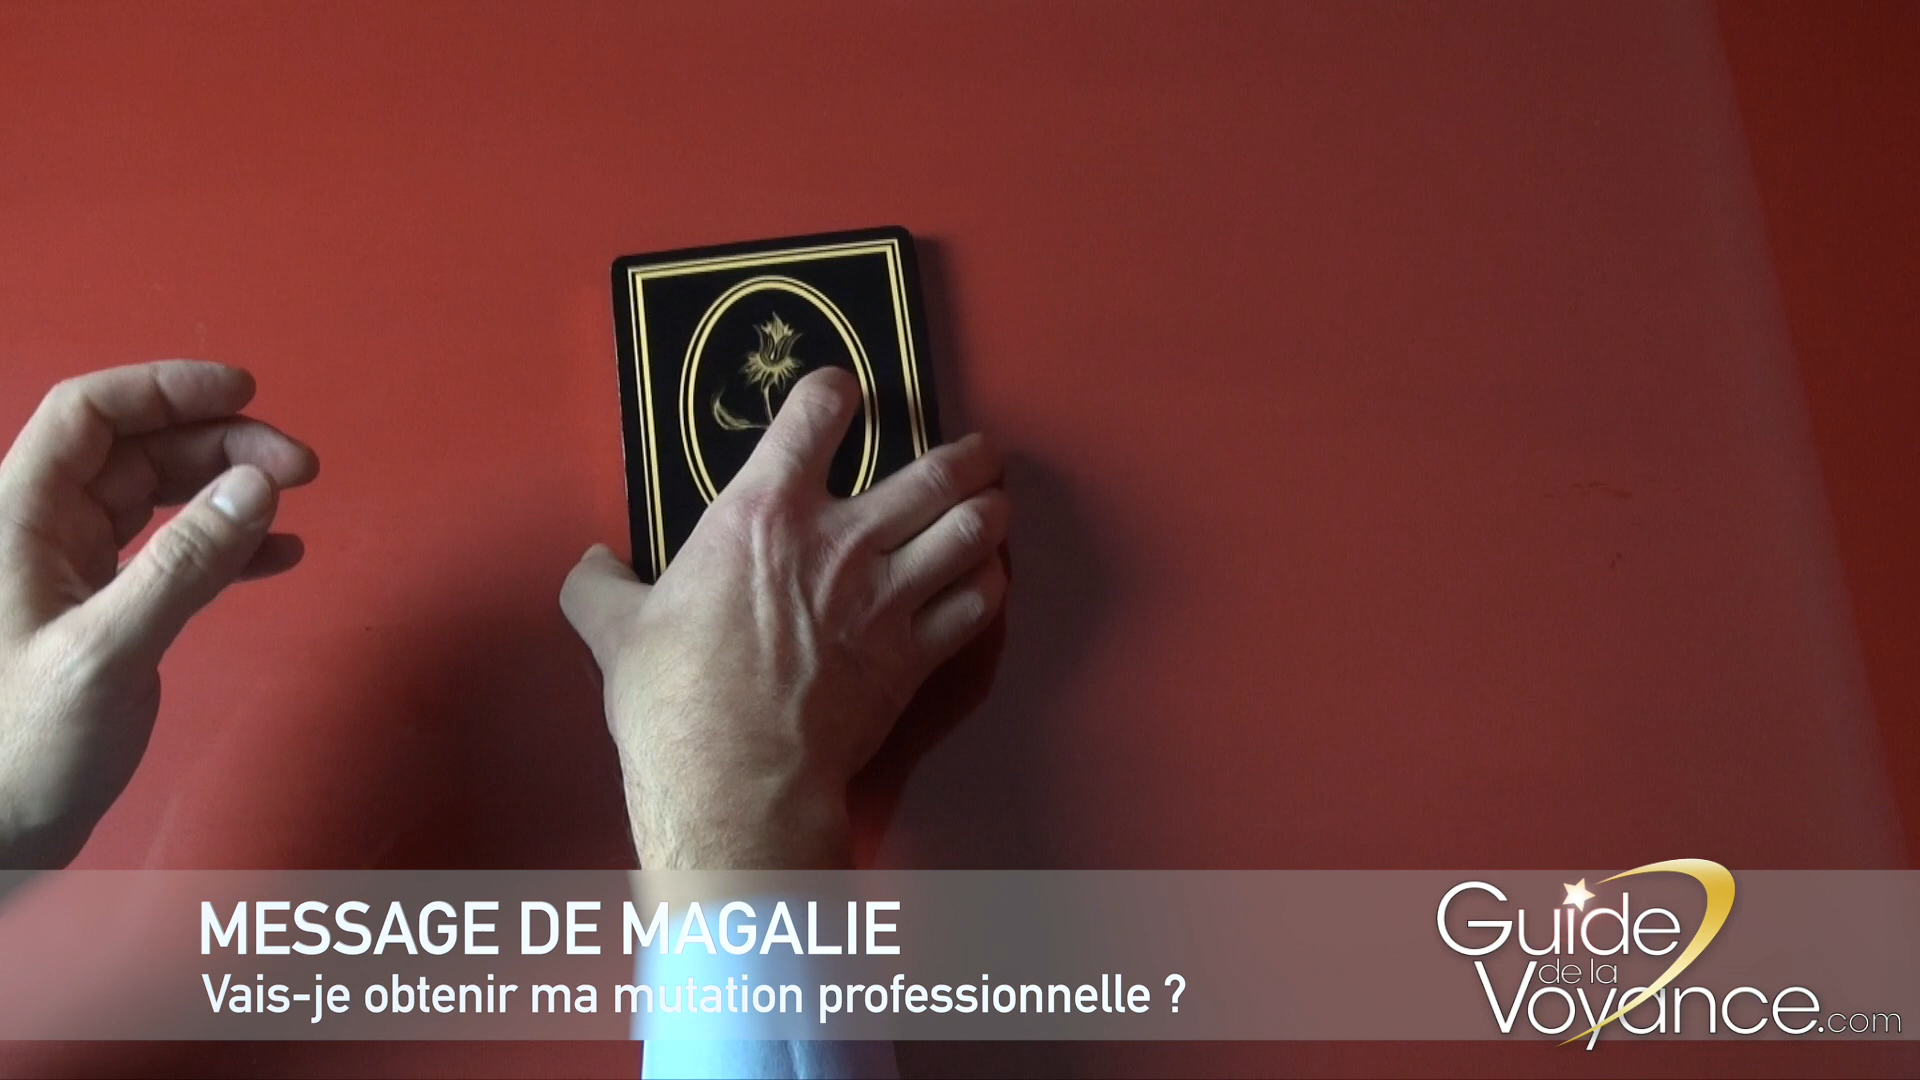 MESSAGE DE MAGALIE
Vais-je obtenir ma mutation professionnelle ?
Guide
de la
Voyance.com